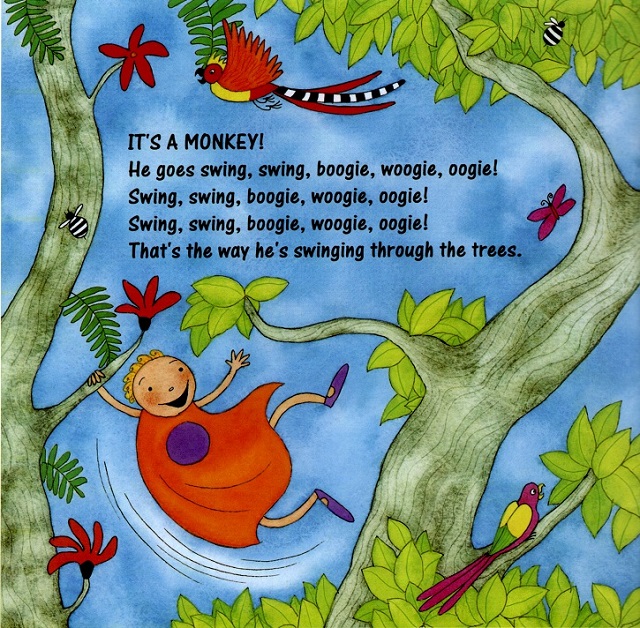 IT'S A MONKEY!
He goes swing, swing, boogie, woogie, oogie!
Swing, swing, boogie, woogie, oogie!
Swing, swing, boogie, woogie, oogie!
That's the way he's swinging through the trees.